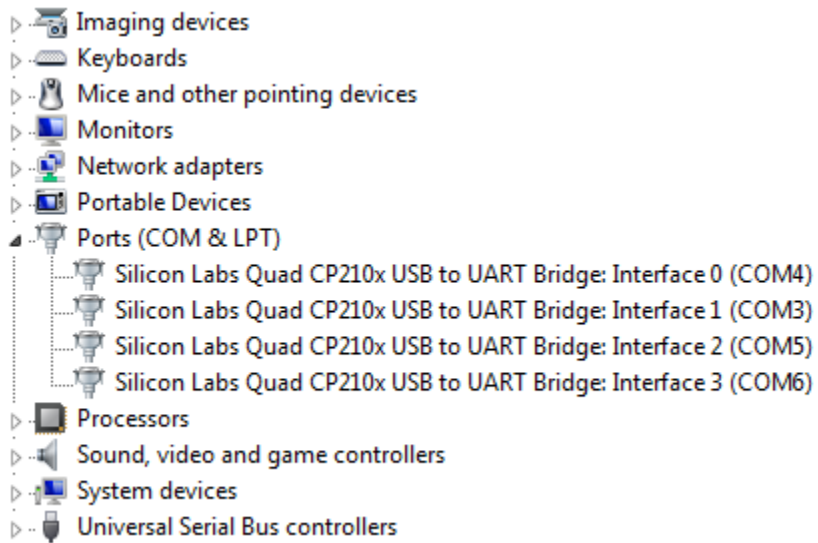 Imaging devices
Keyboards
Mice and other pointing devices
Monitors
Network adapters
Portable Devices
Ports (COM & LPT)
Silicon Labs Quad CP210x USB to UART Bridge: Interface 0 (COM4)
Silicon Labs Quad CP210x USB to UART Bridge: Interface 1 (COM3)
Silicon Labs Quad CP210x USB to UART Bridge: Interface 2 (COM5)
Silicon Labs Quad CP210x USB to UART Bridge: Interface 3 (COM6)
Processors
Sound, video and game controllers
System devices
Universal Serial Bus controllers